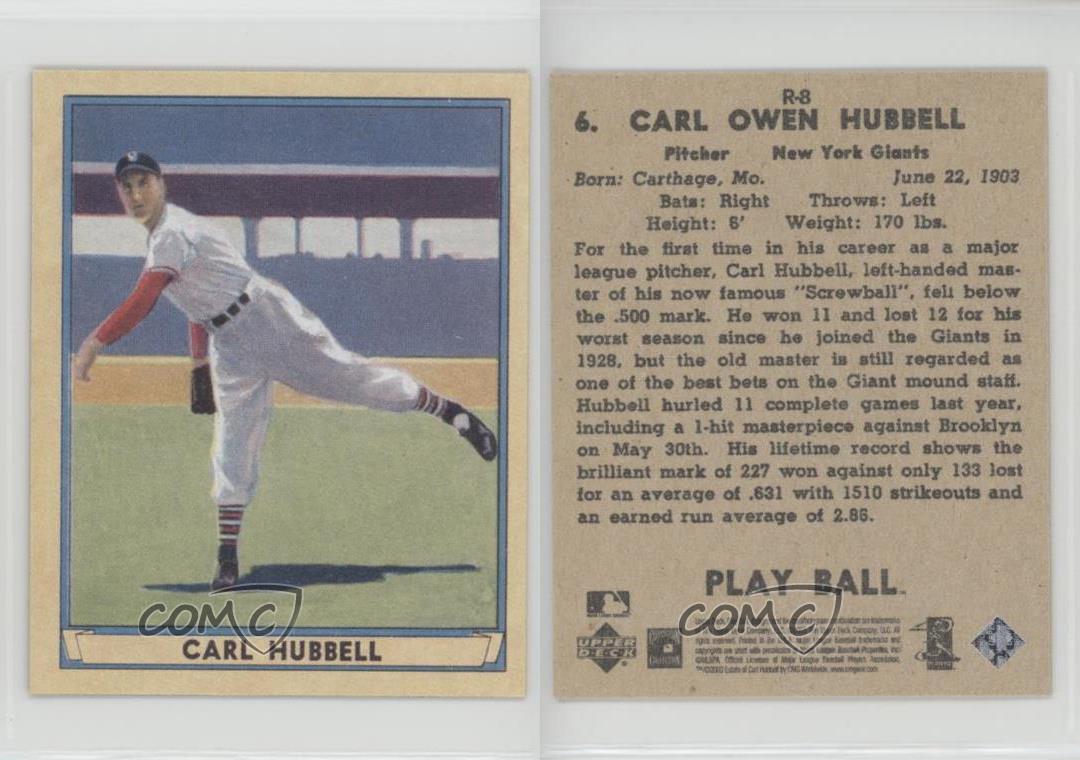 COMC
CARL HUBBELL
R-8
6. CARL OWEN HUBBELL
Pitcher New York Giants
Born: Carthage, Mo. June 22, 1903
Bats: Right Throws: Left
Height: 6' Weight: 170 lbs.
For the first time in his career as a major
league pitcher, Carl Hubbell, left-handed mas-
ter of his now famous "Screwball", fell below
the .500 mark. He won 11 and lost 12 for his
worst season since he joined the Giants in
1928, but the old master is still regarded as
one of the best bets on the Giant mound staff.
Hubbell hurled 11 complete games last year,
including a 1-hit masterpiece against Brooklyn
on May 30th. His lifetime record shows the
brilliant mark of 227 won against only 133 lost
for an average of .631 with 1510 strikeouts and
an earned run average of 2.86.
PLAY BALL™
COMC
UPPER
DECK